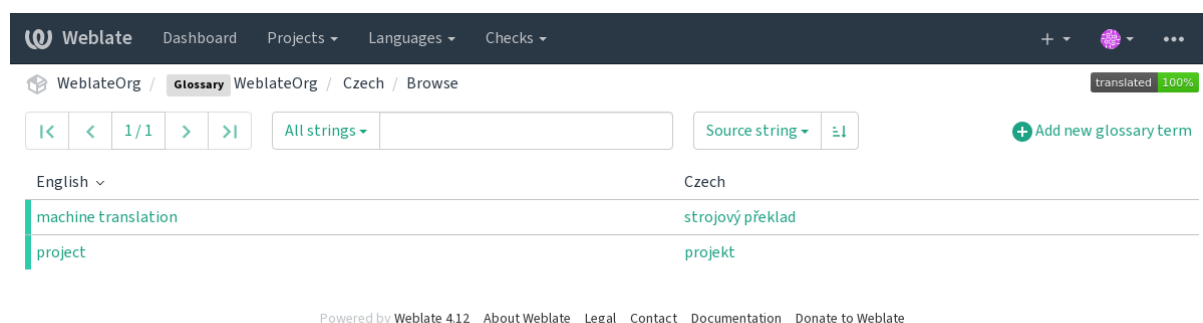 Weblate Dashboard Projects Languages Checks
WeblateOrg / Glossary WeblateOrg / Czech / Browse translated 100%
1 / 1 All strings Source string Add new glossary term
English Czech
machine translation strojový překlad
project projekt
Powered by Weblate 4.12 About Weblate Legal Contact Documentation Donate to Weblate